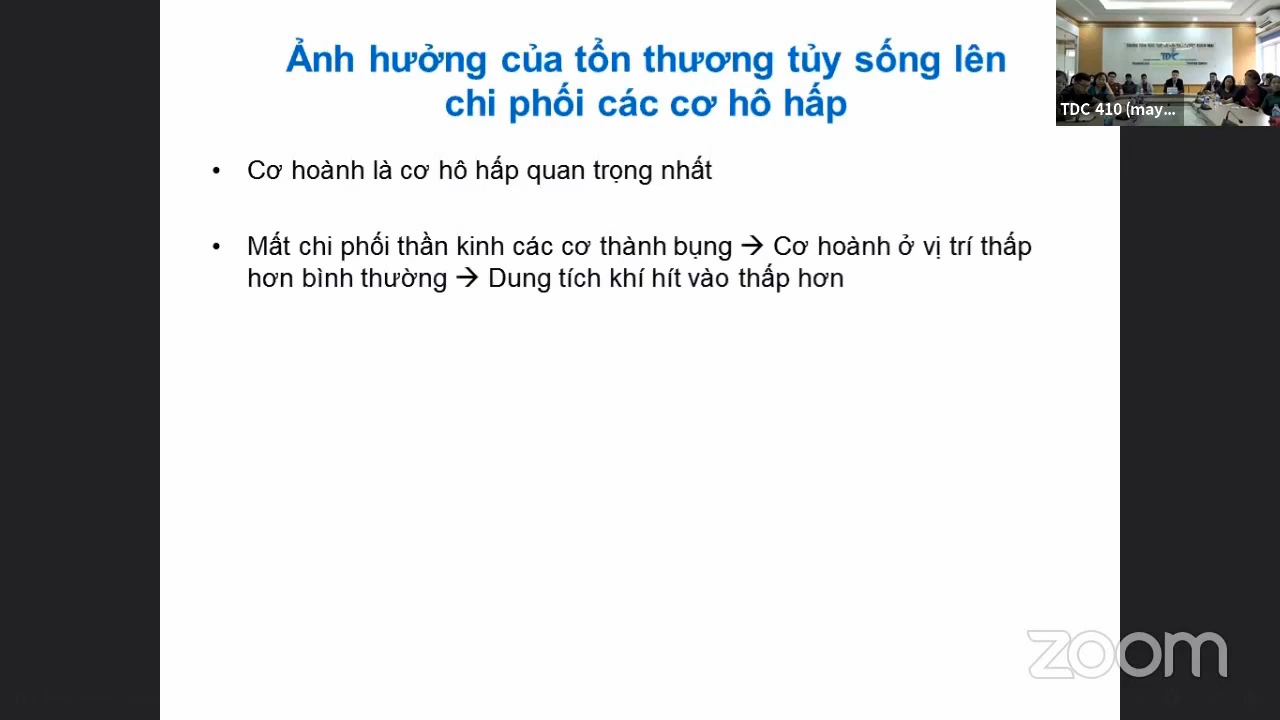 Ảnh hưởng của tổn thương tủy sống lên
chi phối các cơ hô hấp
• Cơ hoành là cơ hô hấp quan trọng nhất
• Mất chi phối thần kinh các cơ thành bụng → Cơ hoành ở vị trí thấp
hơn bình thường → Dung tích khí hít vào thấp hơn
TDC
TDC 410 (may...
zoom